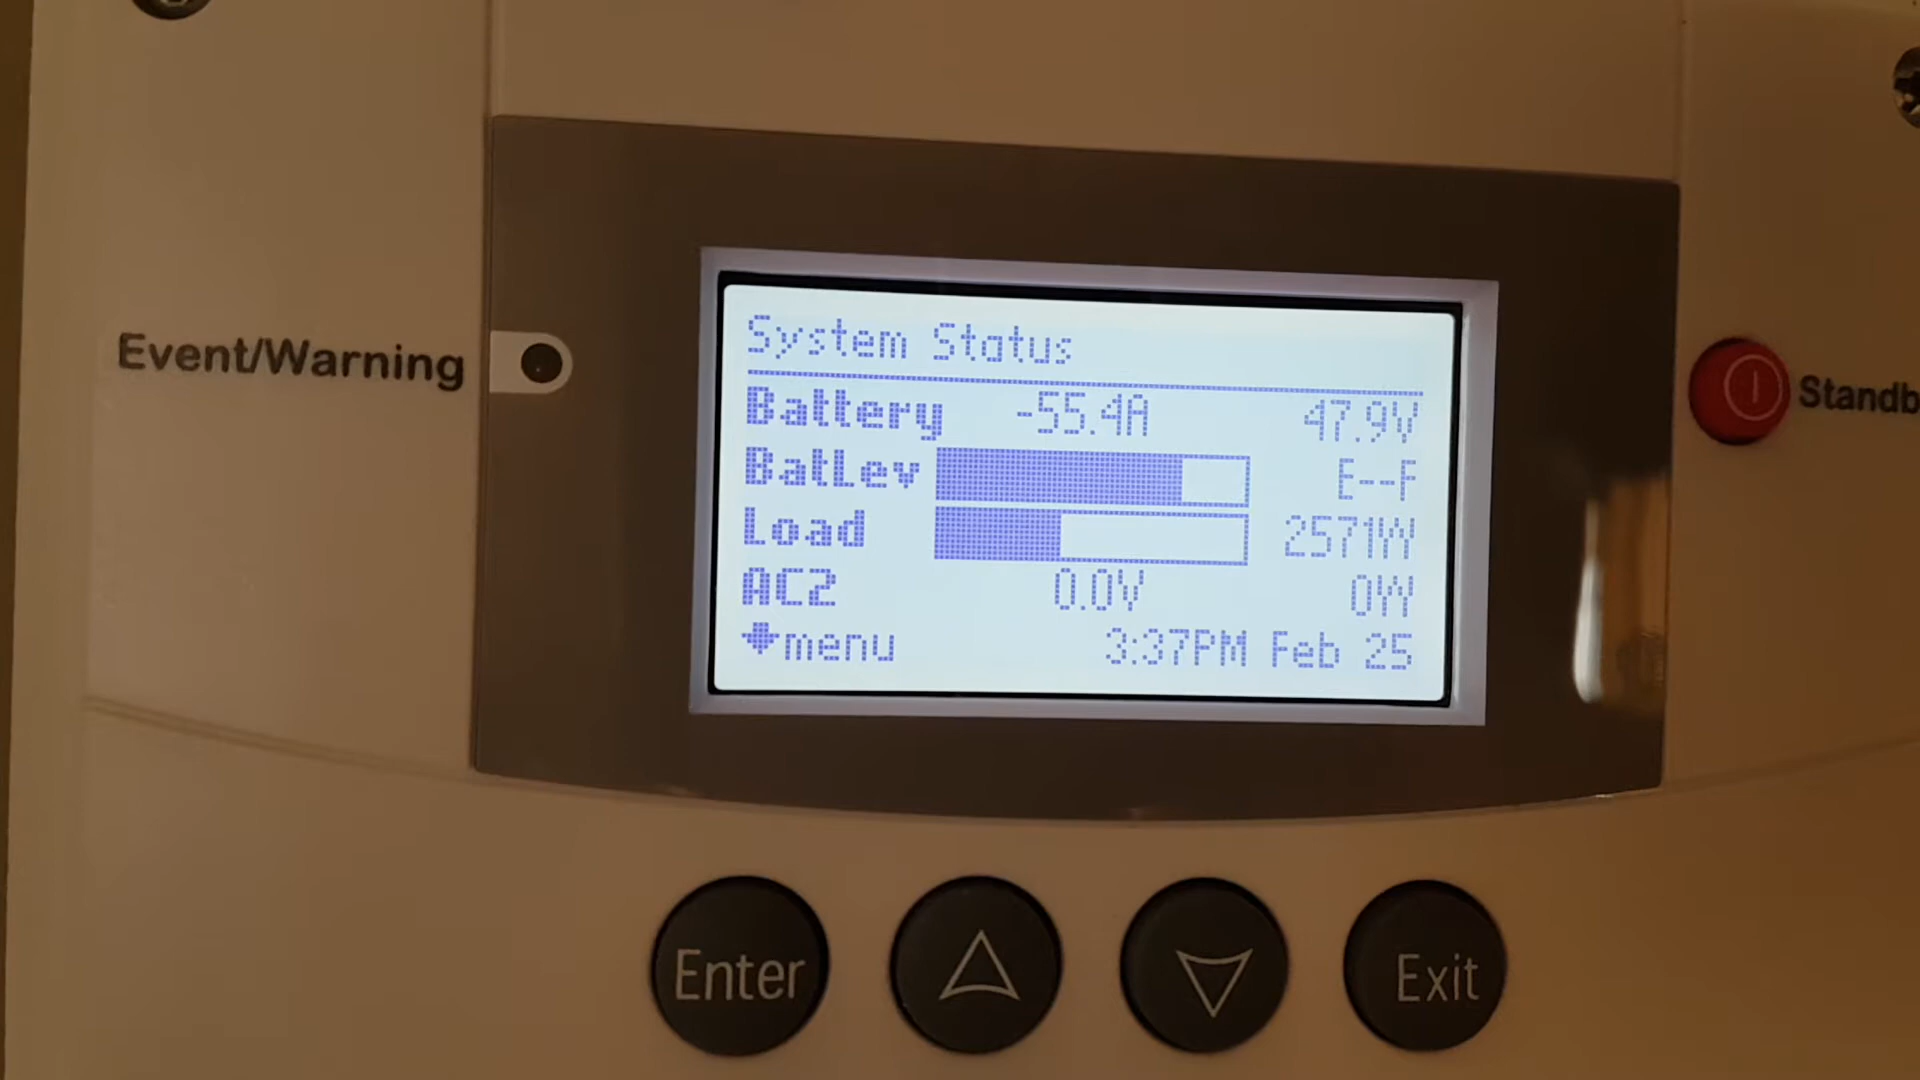 System Status
Battery -55.4A 47.9V
BatLev E--F
Event/Warning
Load 2571W
Standb
AC2 0.0V 0W
menu 3:37PM Feb 25
Enter Exit